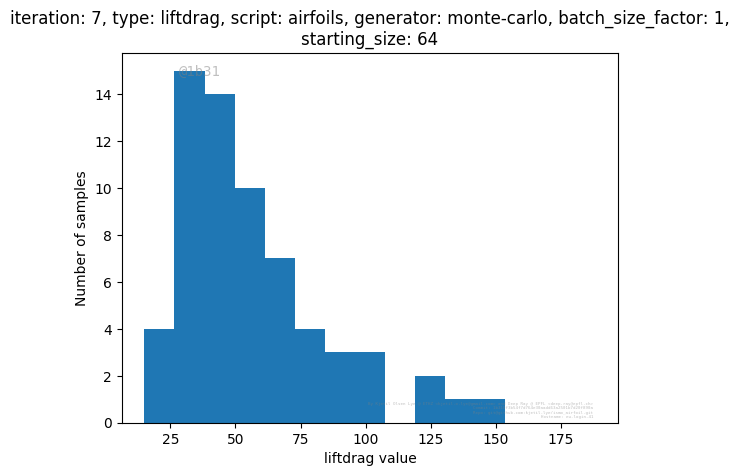 iteration: 7, type: liftdrag, script: airfoils, generator: monte-carlo, batch_size_factor: 1,
starting_size: 64
@1b31
14
12
10
8
6
4
2
0
Number of samples
25 50 75 100 125 150 175
liftdrag value